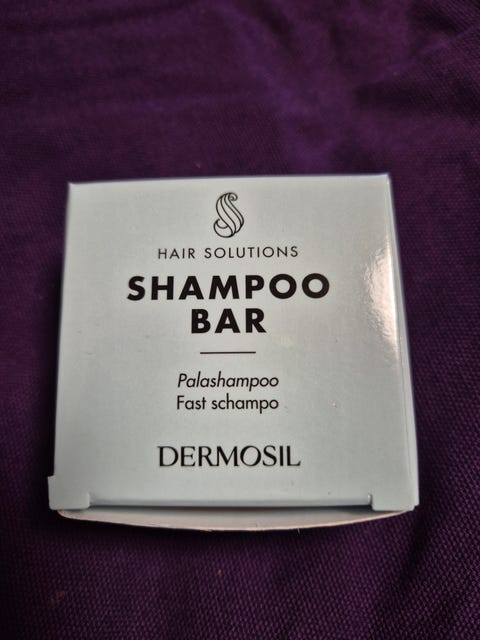 HAIR SOLUTIONS
SHAMPOO
BAR
Palashampoo
Fast schampo
DERMOSIL